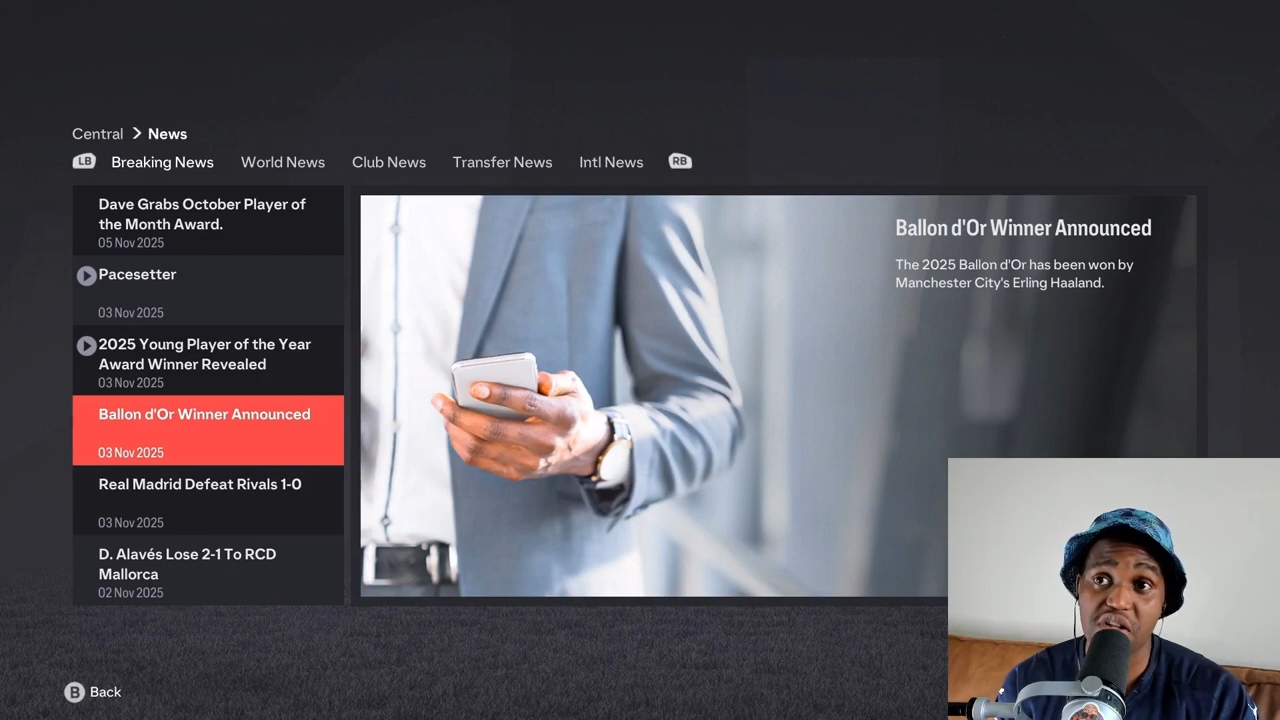 Central > News
LB Breaking News World News Club News Transfer News Intl News RB
Dave Grabs October Player of
the Month Award.
05 Nov 2025
Pacesetter
03 Nov 2025
2025 Young Player of the Year
Award Winner Revealed
03 Nov 2025
Ballon d'Or Winner Announced
03 Nov 2025
Real Madrid Defeat Rivals 1-0
03 Nov 2025
D. Alavés Lose 2-1 To RCD
Mallorca
02 Nov 2025
Ballon d'Or Winner Announced
The 2025 Ballon d'Or has been won by
Manchester City's Erling Haaland.
B Back